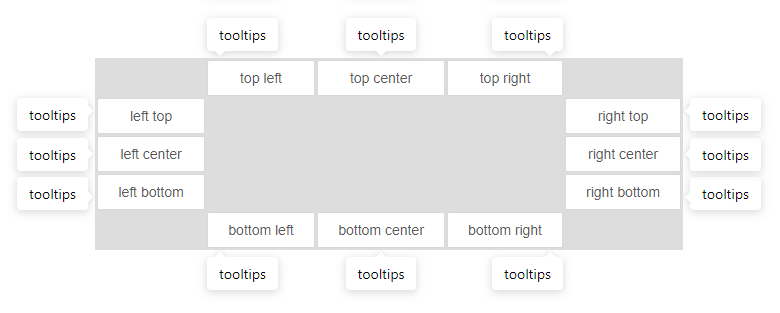 tooltips tooltips tooltips
top left top center top right
tooltips left top right top tooltips
tooltips left center right center tooltips
tooltips left bottom right bottom tooltips
bottom left bottom center bottom right
tooltips tooltips tooltips